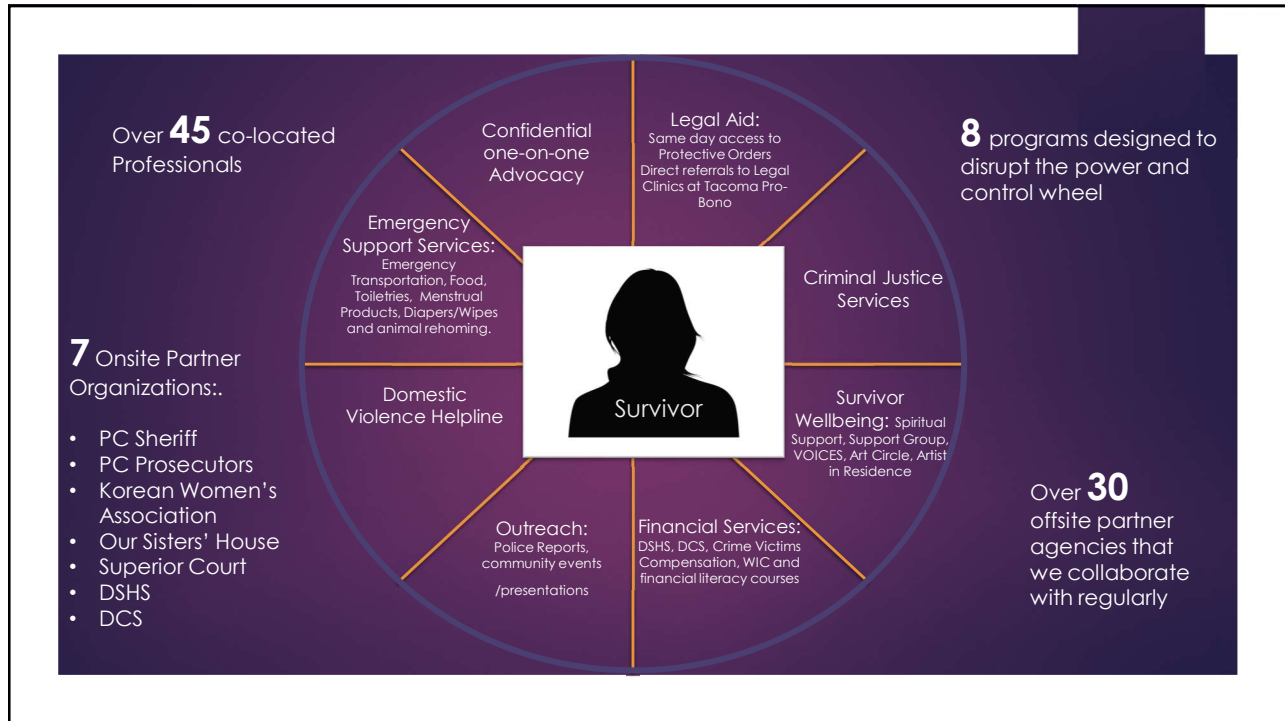 Over 45 co-located
Professionals
7 Onsite Partner
Organizations:.
• PC Sheriff
• PC Prosecutors
• Korean Women's
Association
• Our Sisters' House
• Superior Court
• DSHS
• DCS
Confidential
one-on-one
Advocacy
Legal Aid:
Same day access to
Protective Orders
Direct referrals to Legal
Clinics at Tacoma Pro-
Bono
Criminal Justice
Services
Survivor
Wellbeing: Spiritual
Support, Support Group,
VOICES, Art Circle, Artist
in Residence
Financial Services:
DSHS, DCS, Crime Victims
Compensation, WIC and
financial literacy courses
Outreach:
Police Reports,
community events
/presentations
Domestic
Violence Helpline
Emergency
Support Services:
Emergency
Transportation, Food,
Toiletries, Menstrual
Products, Diapers/Wipes
and animal rehoming.
Survivor
8 programs designed to
disrupt the power and
control wheel
Over 30
offsite partner
agencies that
we collaborate
with regularly